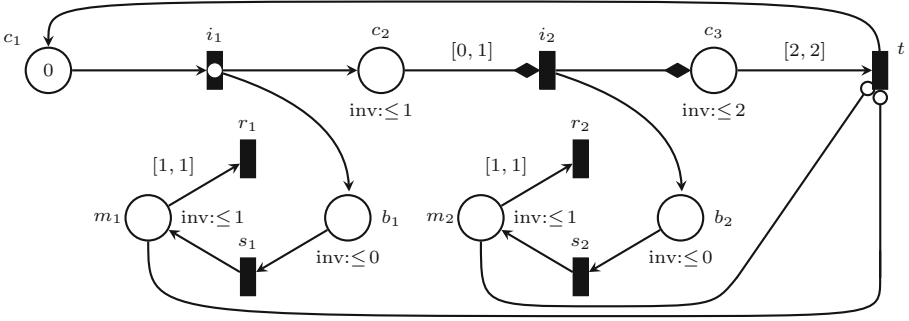 c₁ i₁ c₂ [0, 1] i₂ c₃ [2, 2] t
0
inv:≤1 inv:≤2
r₁ r₂
[1, 1] [1, 1]
m₁ inv:≤1 b₁ m₂ inv:≤1 b₂
s₁ inv:≤0 s₂ inv:≤0